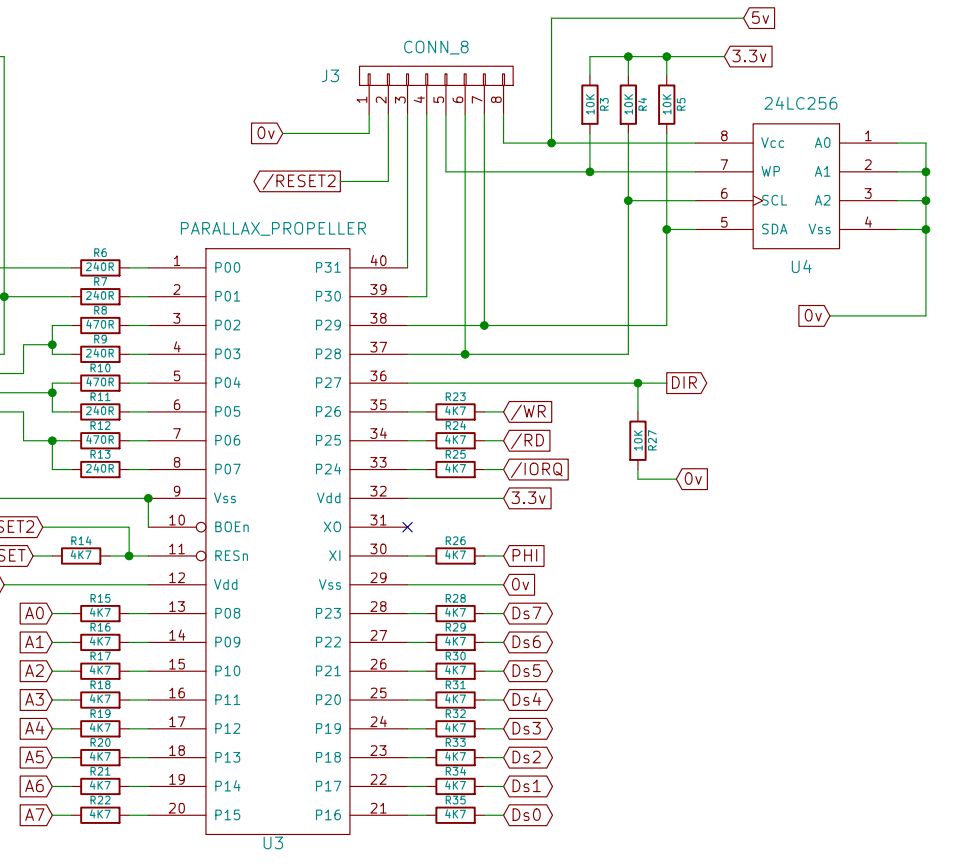 5v
CONN_8
3.3v
J3
1 2 3 4 5 6 7 8
10K R3 10K R4 10K R5
24LC256
0v
8 Vcc A0 1
/RESET2
7 WP A1 2
6 SCL A2 3
5 SDA Vss 4
U4
0v
PARALLAX_PROPELLER
R6
240R 1 P00 P31 40
R7
240R 2 P01 P30 39
R8
470R 3 P02 P29 38
R9
240R 4 P03 P28 37
R10
470R 5 P04 P27 36 DIR
R11 R23
240R 6 P05 P26 35 4K7 /WR
R12 R24
470R 7 P06 P25 34 4K7 /RD
10K R27
R13 R25
240R 8 P07 P24 33 4K7 /IORQ
0v
9 Vss Vdd 32 3.3v
SET2 10 BOEn XO 31
R14 R26
SET 4K7 11 RESn XI 30 4K7 PHI
12 Vdd Vss 29 0v
R15 R28
A0 4K7 13 P08 P23 28 4K7 Ds7
R16 R29
A1 4K7 14 P09 P22 27 4K7 Ds6
R17 R30
A2 4K7 15 P10 P21 26 4K7 Ds5
R18 R31
A3 4K7 16 P11 P20 25 4K7 Ds4
R19 R32
A4 4K7 17 P12 P19 24 4K7 Ds3
R20 R33
A5 4K7 18 P13 P18 23 4K7 Ds2
R21 R34
A6 4K7 19 P14 P17 22 4K7 Ds1
R22 R35
A7 4K7 20 P15 P16 21 4K7 Ds0
U3